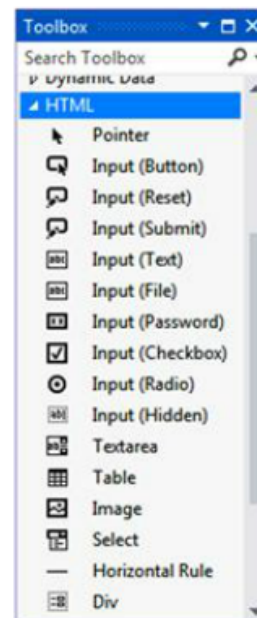 Toolbox
Search Toolbox
Dynamic Data
HTML
Pointer
Input (Button)
Input (Reset)
Input (Submit)
Input (Text)
Input (File)
Input (Password)
Input (Checkbox)
Input (Radio)
Input (Hidden)
Textarea
Table
Image
Select
Horizontal Rule
Div